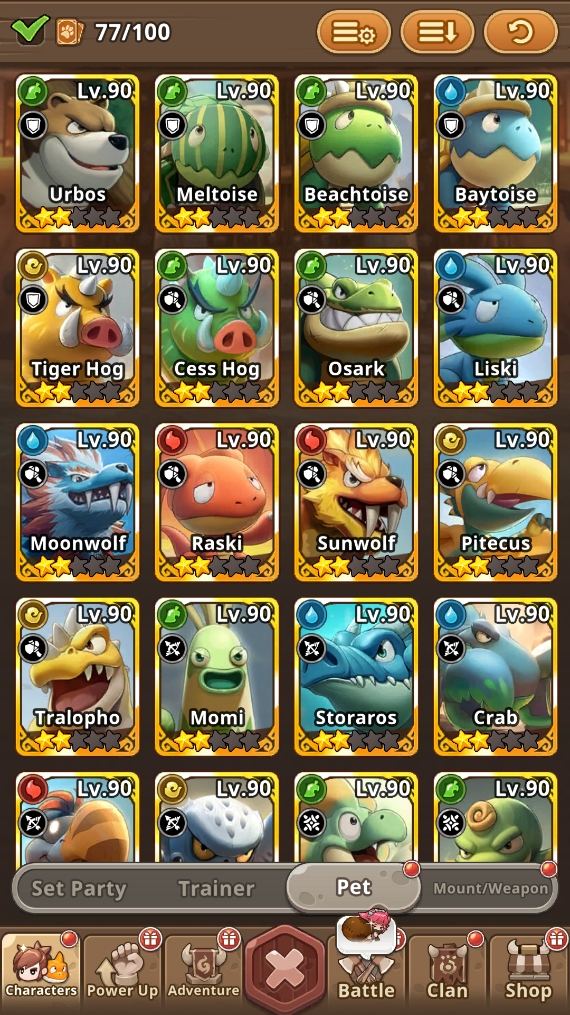 77/100
Lv.90 Lv.90 Lv.90 Lv.90
Urbos Meltoise Beachtoise Baytoise
Lv.90 Lv.90 Lv.90 Lv.90
Tiger Hog Cess Hog Osark Liski
Lv.90 Lv.90 Lv.90 Lv.90
Moonwolf Raski Sunwolf Pitecus
Lv.90 Lv.90 Lv.90 Lv.90
Tralopho Momi Storaros Crab
Lv.90 Lv.90 Lv.90 Lv.90
Set Party Trainer Pet Mount/Weapon
Characters Power Up Adventure Battle Clan Shop